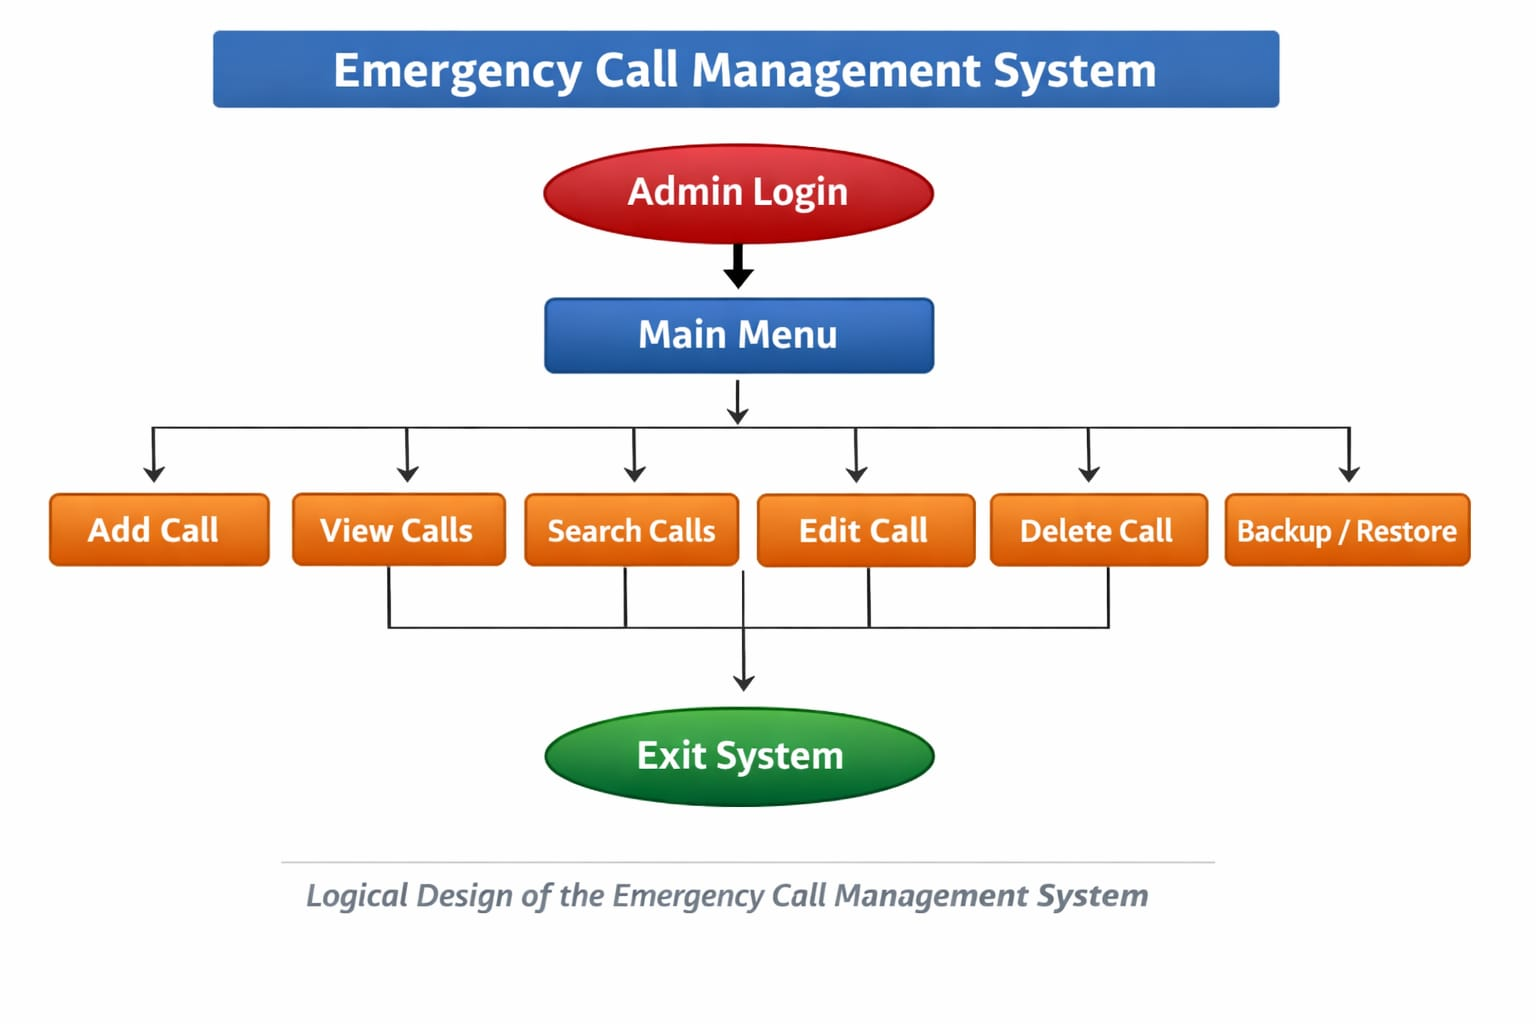 Emergency Call Management System
Admin Login
Main Menu
Add Call
View Calls
Search Calls
Edit Call
Delete Call
Backup / Restore
Exit System
Logical Design of the Emergency Call Management System